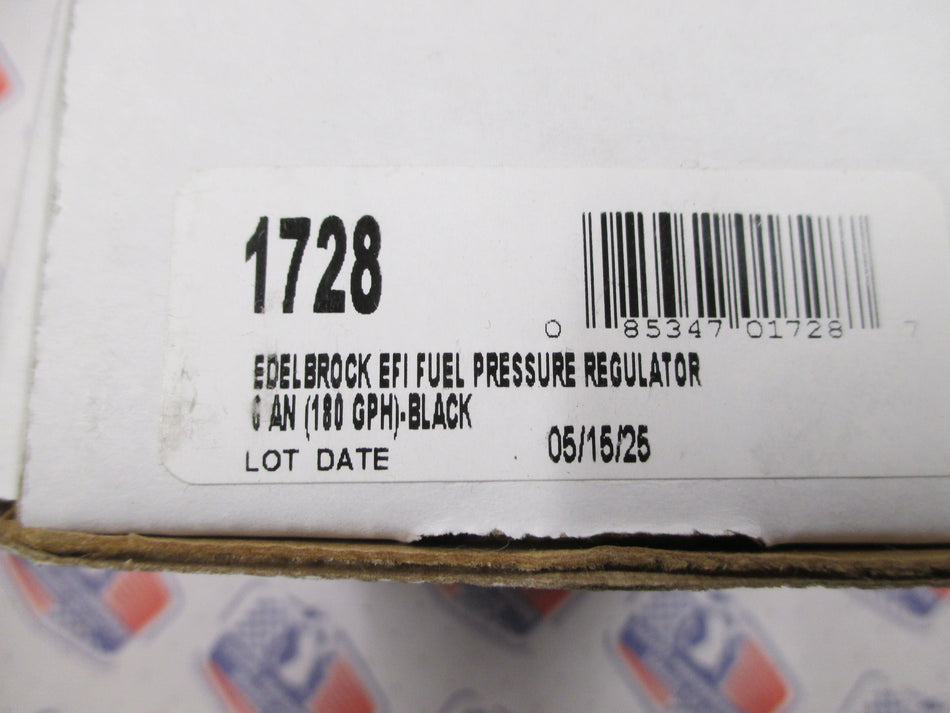 1728
0 85347 01728 7
EDELBROCK EFI FUEL PRESSURE REGULATOR
6 AN (180 GPH)-BLACK
LOT DATE 05/15/25